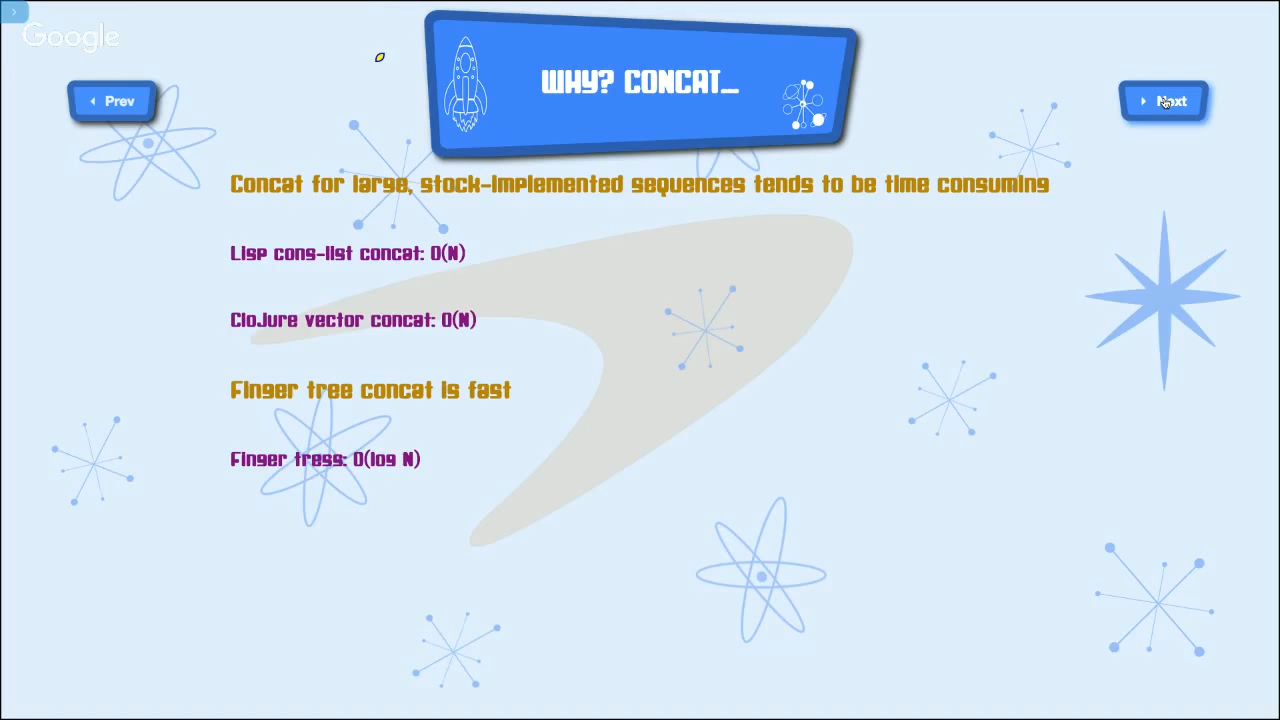 Google
WHY? CONCAT...
Prev
Next
Concat for large, stock-implemented sequences tends to be time consuming
Lisp cons-list concat: O(N)
Clojure vector concat: O(N)
Finger tree concat is fast
Finger tress: O(log N)